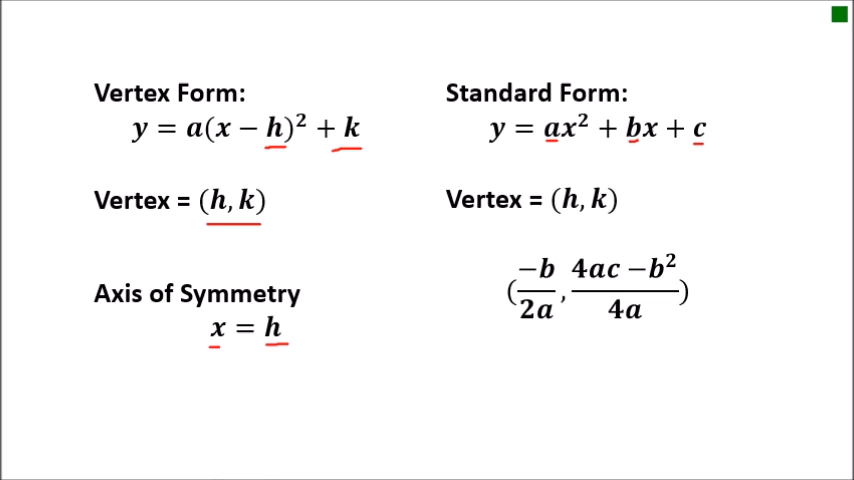 Vertex Form:
y = a(x − h)² + k
Vertex = (h, k)
Axis of Symmetry
x = h
Standard Form:
y = ax² + bx + c
Vertex = (h, k)
(−b/2a, 4ac −b²/4a)